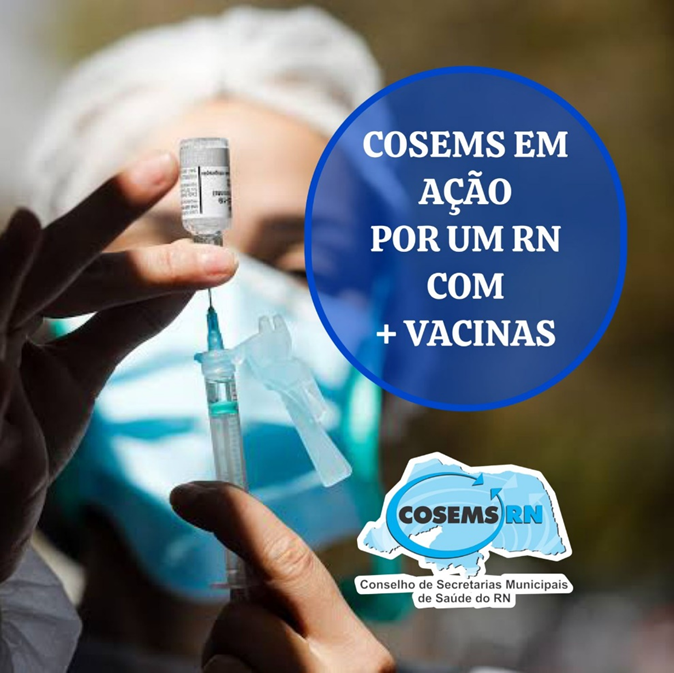 COSEMS EM
AÇÃO
POR UM RN
COM
+ VACINAS
COSEMS RN
Conselho de Secretarias Municipais
de Saúde do RN